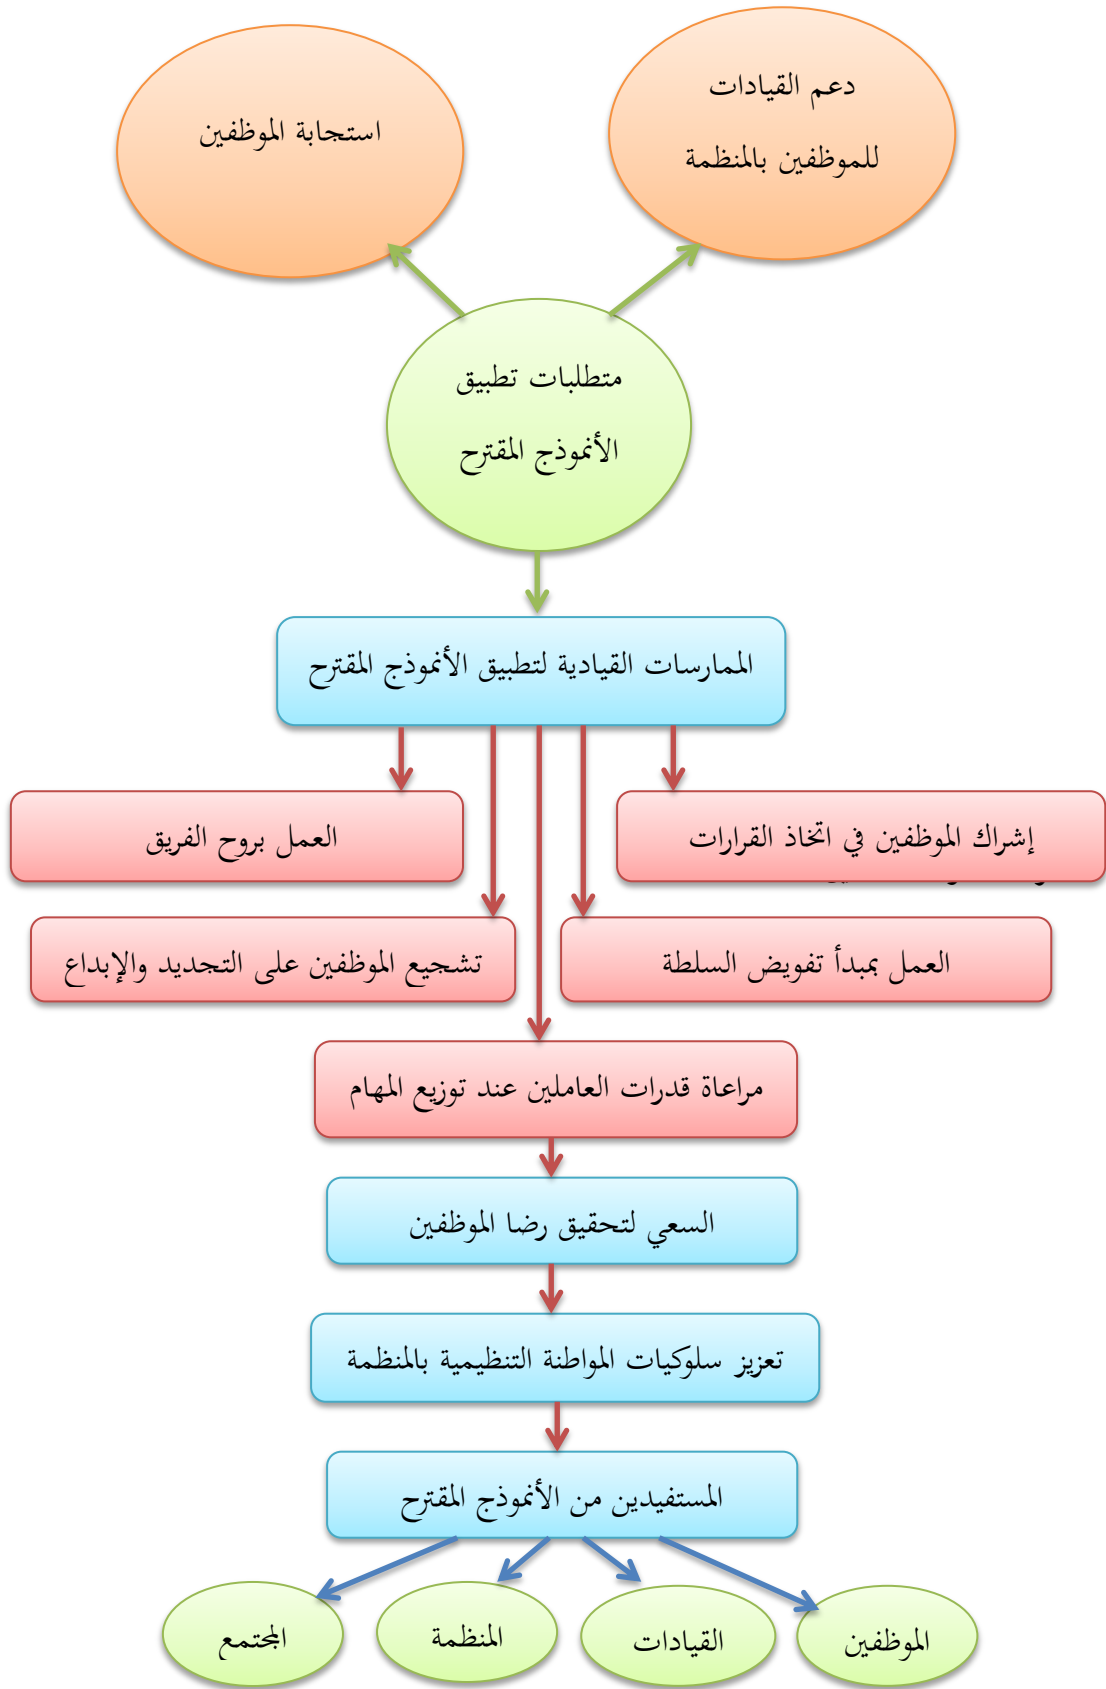 دعم القيادات
للموظفين بالمنظمة
استجابة الموظفين
متطلبات تطبيق
الأنموذج المقترح
الممارسات القيادية لتطبيق الأنموذج المقترح
إشراك الموظفين في اتخاذ القرارات
العمل بروح الفريق
العمل بمبدأ تفويض السلطة
تشجيع الموظفين على التجديد والإبداع
مراعاة قدرات العاملين عند توزيع المهام
السعي لتحقيق رضا الموظفين
تعزيز سلوكيات المواطنة التنظيمية بالمنظمة
المستفيدين من الأنموذج المقترح
الموظفين
القيادات
المنظمة
المجتمع